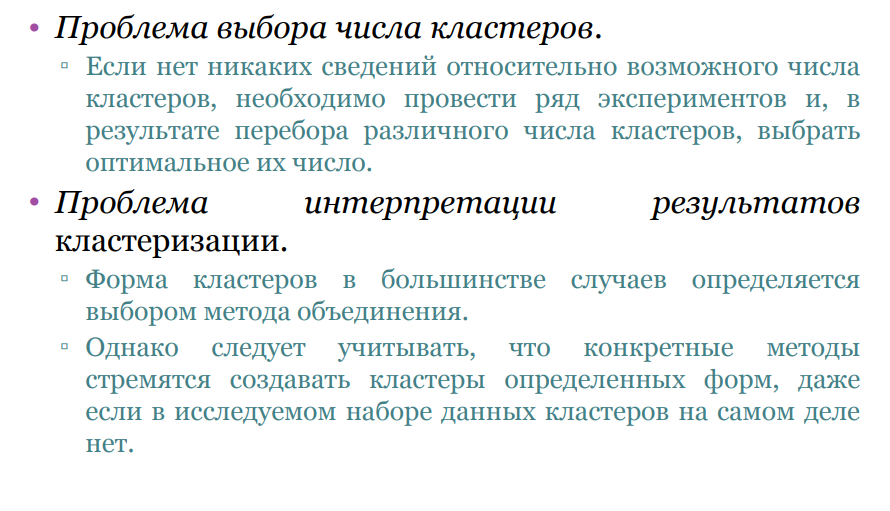 • Проблема выбора числа кластеров.
▫ Если нет никаких сведений относительно возможного числа
кластеров, необходимо провести ряд экспериментов и, в
результате перебора различного числа кластеров, выбрать
оптимальное их число.
• Проблема интерпретации результатов
кластеризации.
▫ Форма кластеров в большинстве случаев определяется
выбором метода объединения.
▫ Однако следует учитывать, что конкретные методы
стремятся создавать кластеры определенных форм, даже
если в исследуемом наборе данных кластеров на самом деле
нет.